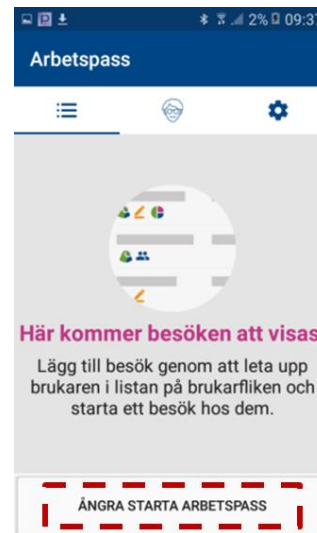 2% 09:37
Arbetspass
Här kommer besöken att visas
Lägg till besök genom att leta upp
brukaren i listan på brukarfliken och
starta ett besök hos dem.
ÅNGRA STARTA ARBETSPASS